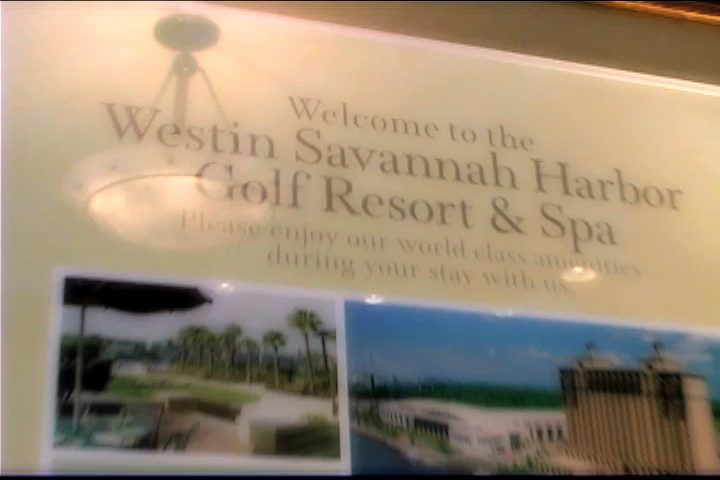 Welcome to the
Westin Savannah Harbor
Golf Resort & Spa
Please enjoy our world class amenities
during your stay with us.